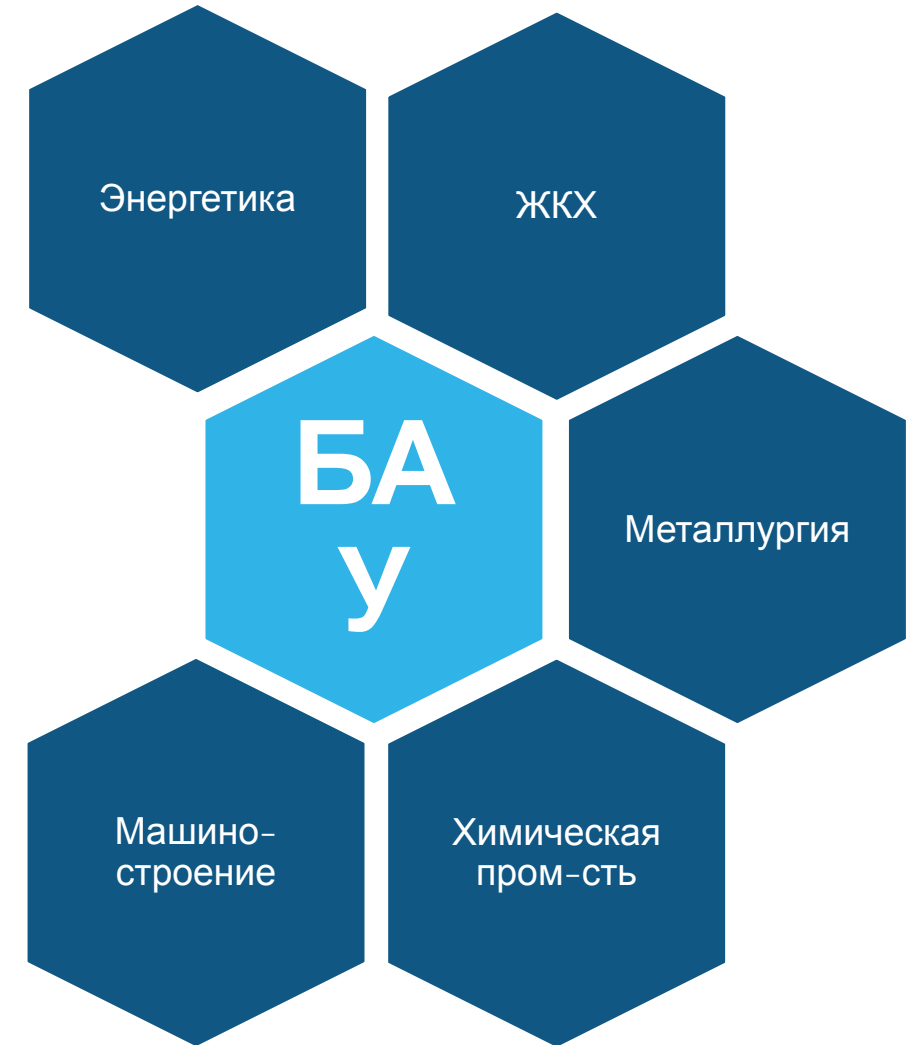 Энергетика
ЖКХ
БА
У
Металлургия
Машино-
строение
Химическая
пром-сть